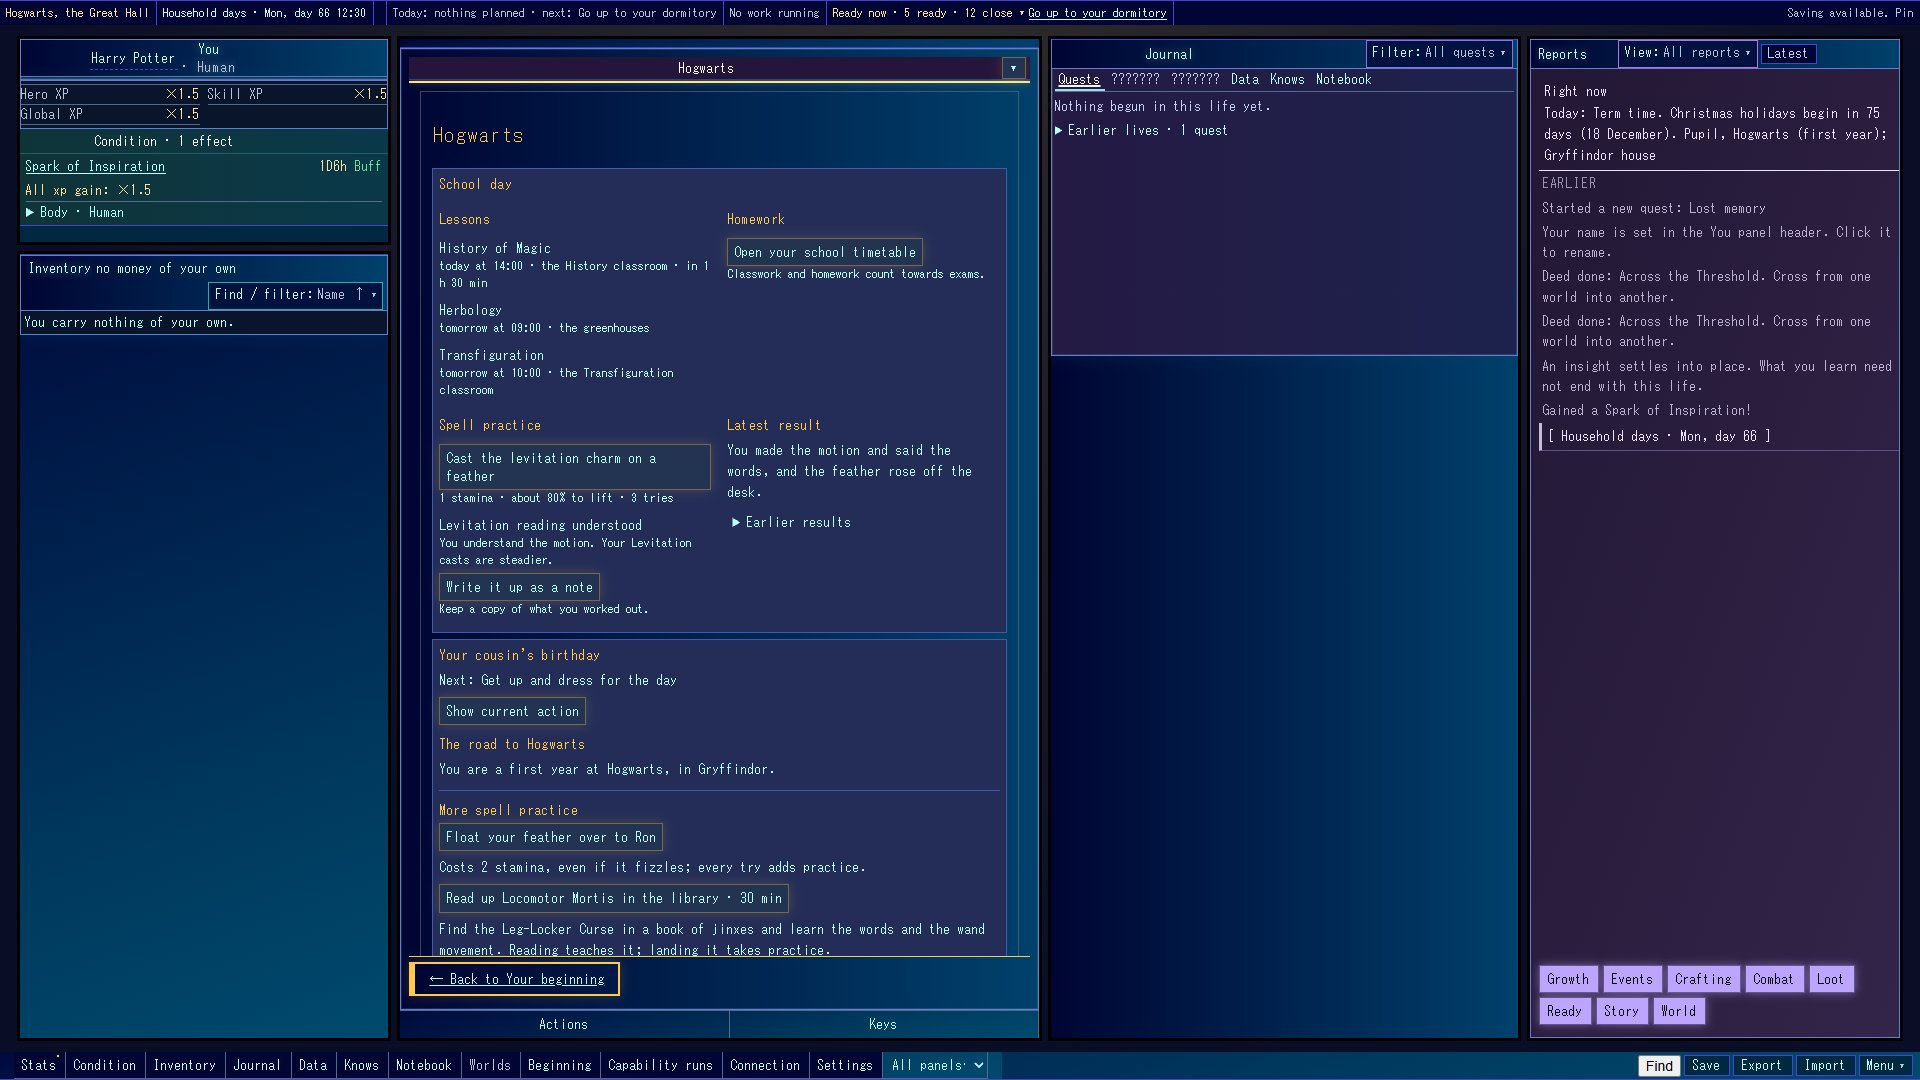 Hogwarts, the Great Hall
Household days · Mon, day 66 12:30
Today: nothing planned · next: Go up to your dormitory
No work running
Ready now · 5 ready · 12 close ▾ Go up to your dormitory
Saving available. Pin
Harry Potter ·
You
Human
Hero XP ×1.5 Skill XP ×1.5
Global XP ×1.5
Condition · 1 effect
Spark of Inspiration 1D6h Buff
All xp gain: ×1.5
▶ Body · Human
Inventory no money of your own
Find / filter: Name ↑ ▾
You carry nothing of your own.
Hogwarts
▾
Hogwarts
School day
Lessons
History of Magic
today at 14:00 · the History classroom · in 1
h 30 min
Herbology
tomorrow at 09:00 · the greenhouses
Transfiguration
tomorrow at 10:00 · the Transfiguration
classroom
Homework
Open your school timetable
Classwork and homework count towards exams.
Spell practice
Cast the levitation charm on a
feather
1 stamina · about 80% to lift · 3 tries
Levitation reading understood
You understand the motion. Your Levitation
casts are steadier.
Write it up as a note
Keep a copy of what you worked out.
Latest result
You made the motion and said the
words, and the feather rose off the
desk.
▶ Earlier results
Your cousin's birthday
Next: Get up and dress for the day
Show current action
The road to Hogwarts
You are a first year at Hogwarts, in Gryffindor.
More spell practice
Float your feather over to Ron
Costs 2 stamina, even if it fizzles; every try adds practice.
Read up Locomotor Mortis in the library · 30 min
Find the Leg-Locker Curse in a book of jinxes and learn the words and the wand
movement. Reading teaches it; landing it takes practice.
← Back to Your beginning
Actions
Keys
Journal
Filter: All quests ▾
Quests ??????? ??????? Data Knows Notebook
Nothing begun in this life yet.
▶ Earlier lives · 1 quest
Reports
View: All reports ▾
Latest
Right now
Today: Term time. Christmas holidays begin in 75
days (18 December). Pupil, Hogwarts (first year);
Gryffindor house
EARLIER
Started a new quest: Lost memory
Your name is set in the You panel header. Click it
to rename.
Deed done: Across the Threshold. Cross from one
world into another.
Deed done: Across the Threshold. Cross from one
world into another.
An insight settles into place. What you learn need
not end with this life.
Gained a Spark of Inspiration!
[ Household days · Mon, day 66 ]
Growth Events Crafting Combat Loot
Ready Story World
Stats Condition Inventory Journal Data Knows Notebook Worlds Beginning Capability runs Connection Settings All panels·
Find Save Export Import Menu ▾